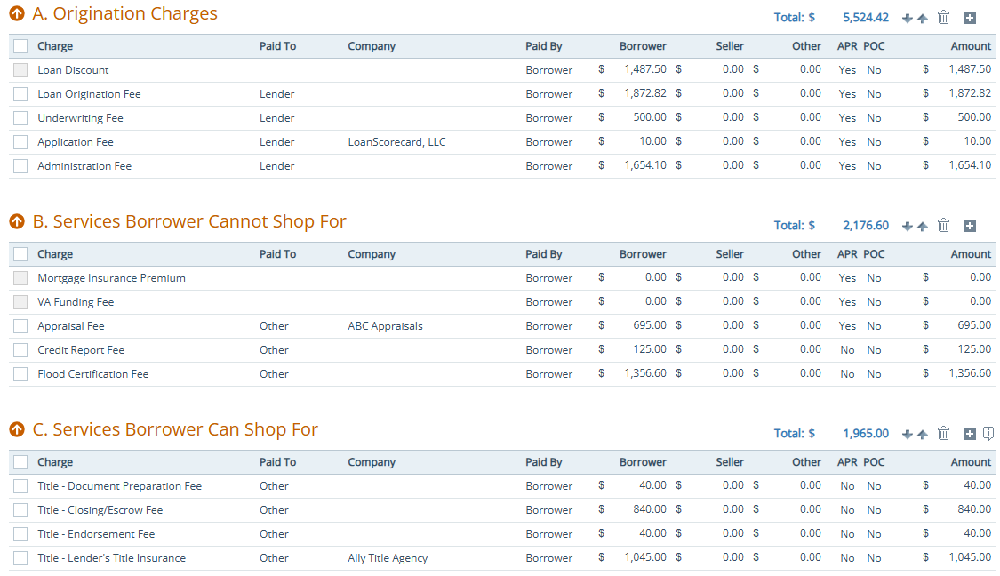 A. Origination Charges Total: $ 5,524.42
Charge Paid To Company Paid By Borrower Seller Other APR POC Amount
Loan Discount Borrower $ 1,487.50 $ 0.00 $ 0.00 Yes No $ 1,487.50
Loan Origination Fee Lender Borrower $ 1,872.82 $ 0.00 $ 0.00 Yes No $ 1,872.82
Underwriting Fee Lender Borrower $ 500.00 $ 0.00 $ 0.00 Yes No $ 500.00
Application Fee Lender LoanScorecard, LLC Borrower $ 10.00 $ 0.00 $ 0.00 Yes No $ 10.00
Administration Fee Lender Borrower $ 1,654.10 $ 0.00 $ 0.00 Yes No $ 1,654.10
B. Services Borrower Cannot Shop For Total: $ 2,176.60
Charge Paid To Company Paid By Borrower Seller Other APR POC Amount
Mortgage Insurance Premium Borrower $ 0.00 $ 0.00 $ 0.00 Yes No $ 0.00
VA Funding Fee Borrower $ 0.00 $ 0.00 $ 0.00 Yes No $ 0.00
Appraisal Fee Other ABC Appraisals Borrower $ 695.00 $ 0.00 $ 0.00 Yes No $ 695.00
Credit Report Fee Other Borrower $ 125.00 $ 0.00 $ 0.00 No No $ 125.00
Flood Certification Fee Other Borrower $ 1,356.60 $ 0.00 $ 0.00 No No $ 1,356.60
C. Services Borrower Can Shop For Total: $ 1,965.00
Charge Paid To Company Paid By Borrower Seller Other APR POC Amount
Title - Document Preparation Fee Other Borrower $ 40.00 $ 0.00 $ 0.00 No No $ 40.00
Title - Closing/Escrow Fee Other Borrower $ 840.00 $ 0.00 $ 0.00 No No $ 840.00
Title - Endorsement Fee Other Borrower $ 40.00 $ 0.00 $ 0.00 No No $ 40.00
Title - Lender's Title Insurance Other Ally Title Agency Borrower $ 1,045.00 $ 0.00 $ 0.00 No No $ 1,045.00